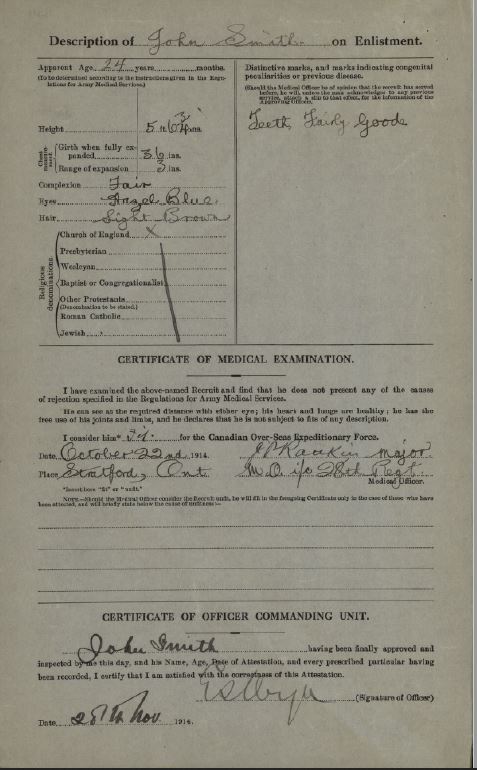 Description of John Smith on Enlistment.
Apparent Age 24 years months.
(To be determined according to the instructions given in the Regulations for Army Medical Services.)
Height 5 ft. ins.
Chest measurement
Girth when fully expanded 36 ins.
Range of expansion 3 ins.
Complexion Fair
Eyes Hazel Blue
Hair Light Brown
Religious denominations
Church of England X
Presbyterian
Wesleyan
Baptist or Congregationalist
Other Protestants
(Denomination to be stated.)
Roman Catholic
Jewish
Distinctive marks, and marks indicating congenital
peculiarities or previous disease.
(Should the Medical Officer be of opinion that the recruit has served
before, he will, unless the man acknowledges to any previous
service, attach a slip to that effect, for the information of the
Approving Officer).
Teeth Fairly Good
CERTIFICATE OF MEDICAL EXAMINATION.
I have examined the above-named Recruit and find that he does not present any of the causes
of rejection specified in the Regulations for Army Medical Services.
He can see at the required distance with either eye; his heart and lungs are healthy; he has the
free use of his joints and limbs, and he declares that he is not subject to fits of any description.
I consider him* fit for the Canadian Over-Seas Expeditionary Force.
Date October 22nd 1914. Rankin Major
Place Stratford, Ont M.O. i/c 28th Regt
Medical Officer.
*Insert here "fit" or "unfit."
NOTE.—Should the Medical Officer consider the Recruit unfit, he will fill in the foregoing Certificate only in the case of those who have
been attested, and will briefly state below the cause of unfitness:—
CERTIFICATE OF OFFICER COMMANDING UNIT.
John Smith having been finally approved and
inspected by me this day, and his Name, Age, Date of Attestation, and every prescribed particular having
been recorded, I certify that I am satisfied with the correctness of this Attestation.
(Signature of Officer)
Date 28th Nov 1914.